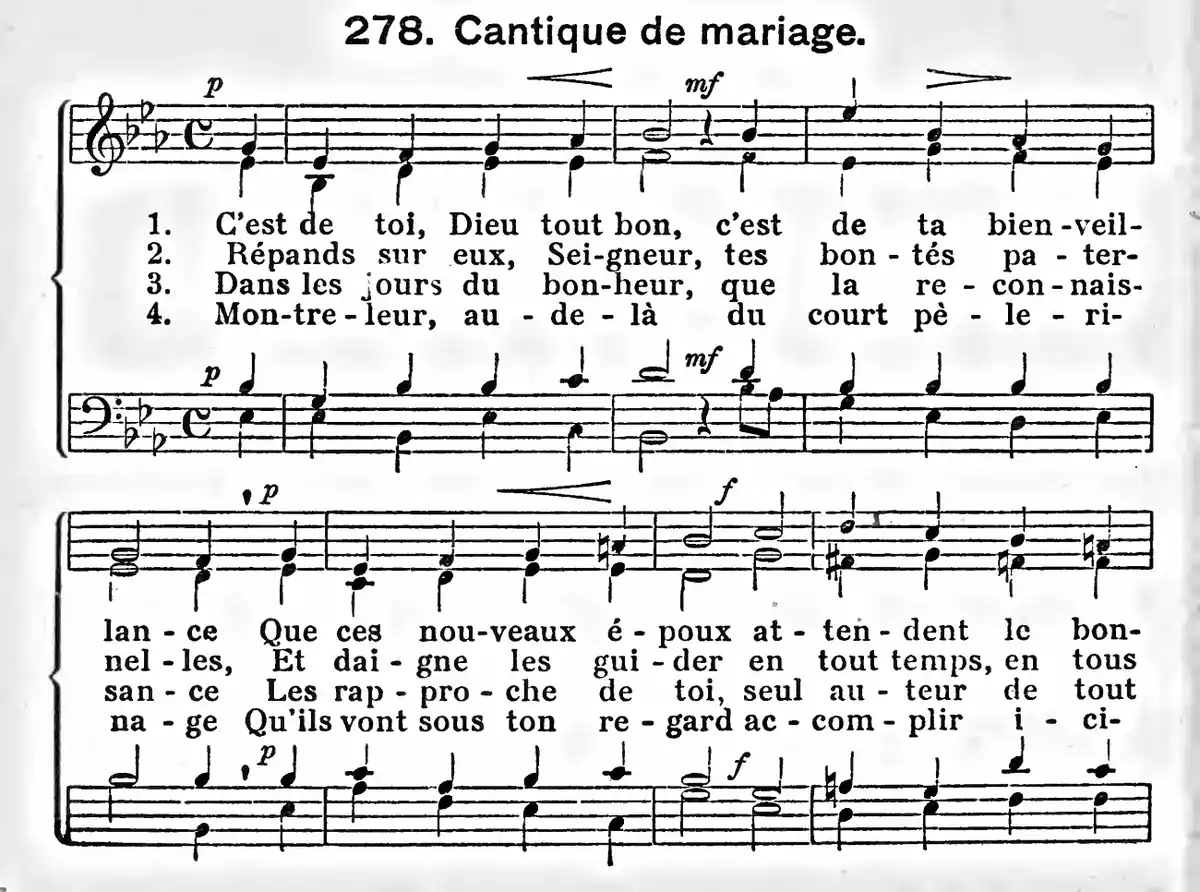 278. Cantique de mariage.
p mf
1. C'est de toi, Dieu tout bon, c'est de ta bien-veil-
2. Répands sur eux, Sei-gneur, tes bon-tés pa-ter-
3. Dans les jours du bon-heur, que la re-con-nais-
4. Mon-tre-leur, au-de-là du court pè-le-ri-
p mf
p f
lan-ce Que ces nou-veaux é-poux at-ten-dent le bon-
nel-les, Et dai-gne les gui-der en tout temps, en tous
san-ce Les rap-pro-che de toi, seul au-teur de tout
na-ge Qu'ils vont sous ton re-gard ac-com-plir i-ci-
p f